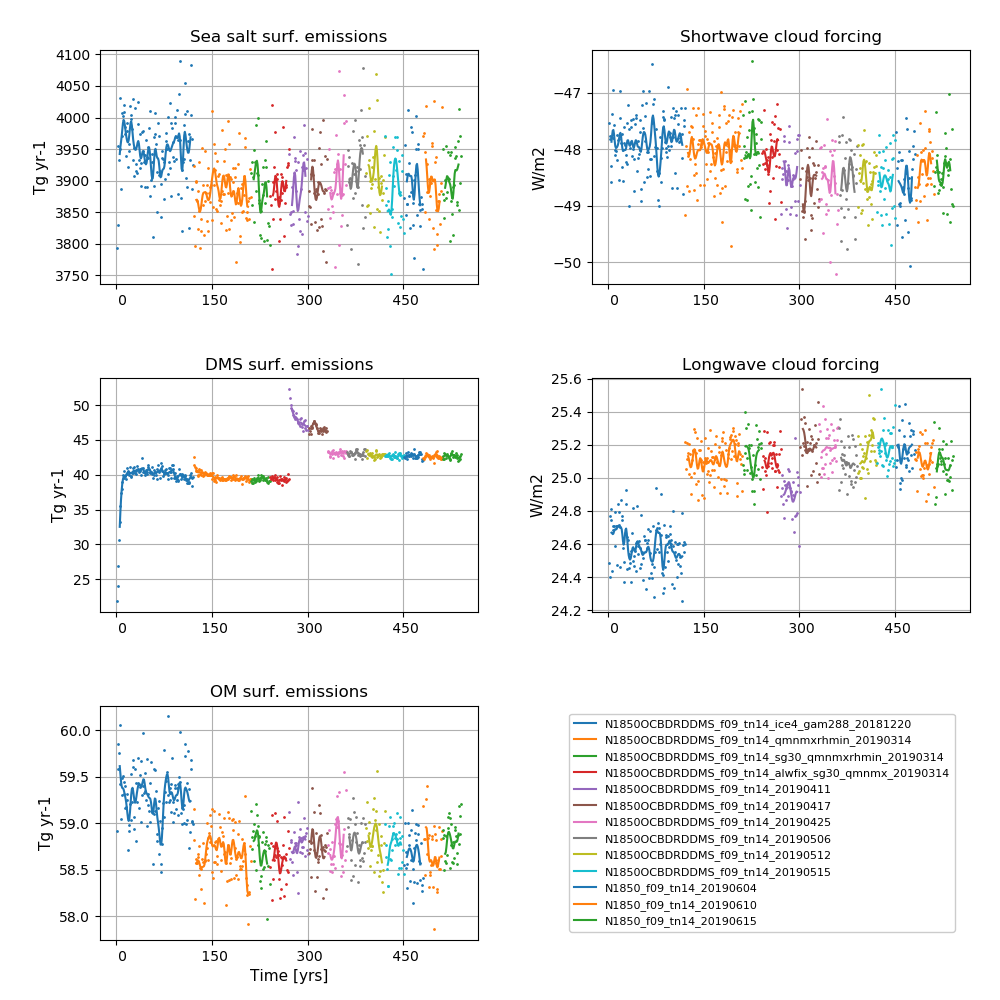 Sea salt surf. emissions
4100
4050
4000
3950
3900
3850
3800
3750
Tg yr-1
0 150 300 450
Shortwave cloud forcing
−47
−48
−49
−50
W/m2
0 150 300 450
DMS surf. emissions
50
45
40
35
30
25
Tg yr-1
0 150 300 450
Longwave cloud forcing
25.6
25.4
25.2
25.0
24.8
24.6
24.4
24.2
W/m2
0 150 300 450
OM surf. emissions
60.0
59.5
59.0
58.5
58.0
Tg yr-1
0 150 300 450
Time [yrs]
N1850OCBDRDDMS_f09_tn14_ice4_gam288_20181220
N1850OCBDRDDMS_f09_tn14_qmnmxrhmin_20190314
N1850OCBDRDDMS_f09_tn14_sg30_qmnmxrhmin_20190314
N1850OCBDRDDMS_f09_tn14_alwfix_sg30_qmnmx_20190314
N1850OCBDRDDMS_f09_tn14_20190411
N1850OCBDRDDMS_f09_tn14_20190417
N1850OCBDRDDMS_f09_tn14_20190425
N1850OCBDRDDMS_f09_tn14_20190506
N1850OCBDRDDMS_f09_tn14_20190512
N1850OCBDRDDMS_f09_tn14_20190515
N1850_f09_tn14_20190604
N1850_f09_tn14_20190610
N1850_f09_tn14_20190615